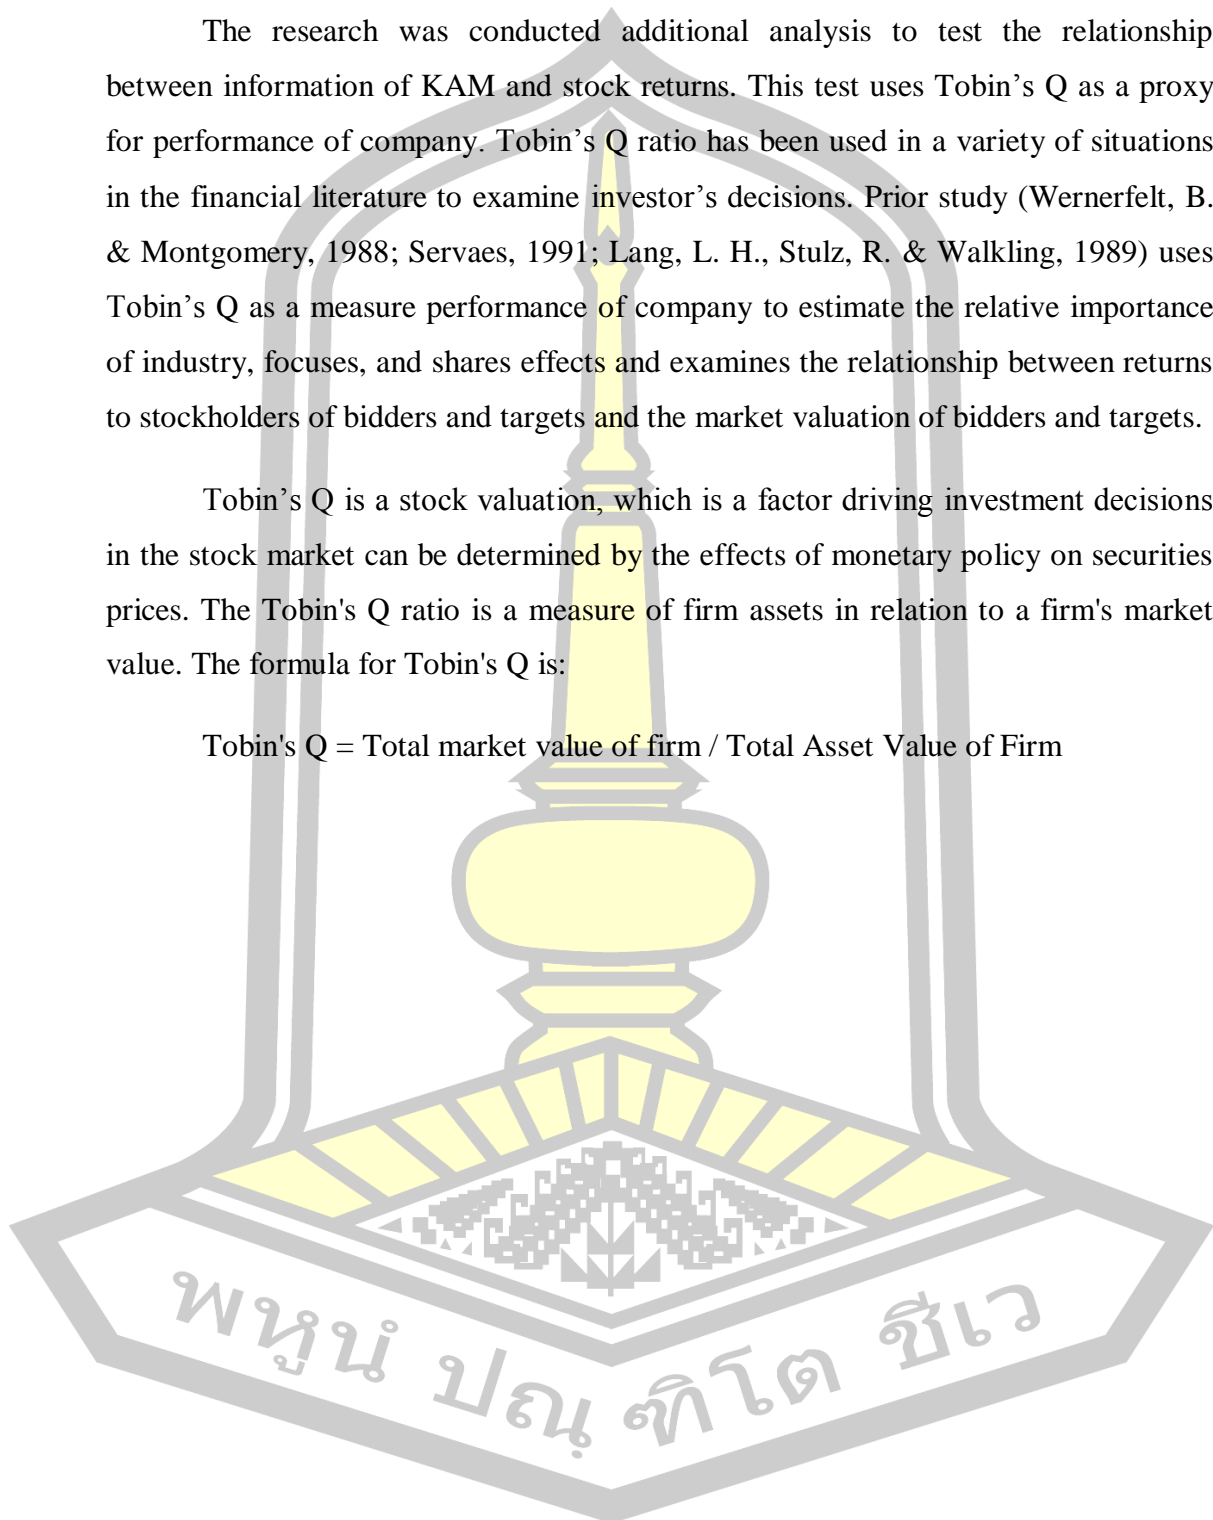 The research was conducted additional analysis to test the relationship
between information of KAM and stock returns. This test uses Tobin’s Q as a proxy
for performance of company. Tobin’s Q ratio has been used in a variety of situations
in the financial literature to examine investor’s decisions. Prior study (Wernerfelt, B.
& Montgomery, 1988; Servaes, 1991; Lang, L. H., Stulz, R. & Walkling, 1989) uses
Tobin’s Q as a measure performance of company to estimate the relative importance
of industry, focuses, and shares effects and examines the relationship between returns
to stockholders of bidders and targets and the market valuation of bidders and targets.
Tobin’s Q is a stock valuation, which is a factor driving investment decisions
in the stock market can be determined by the effects of monetary policy on securities
prices. The Tobin's Q ratio is a measure of firm assets in relation to a firm's market
value. The formula for Tobin's Q is:
Tobin's Q = Total market value of firm / Total Asset Value of Firm
พหูนํ ปณฺ ฑิโต ชีเว